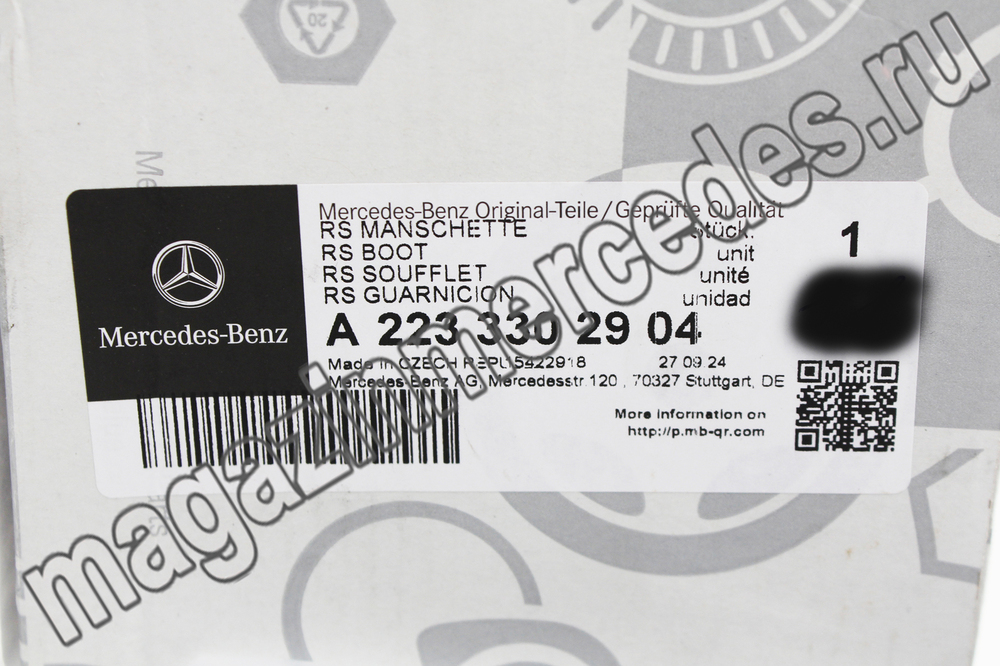 20
Mercedes-Benz Original-Teile/Geprüfte Qualität
RS MANSCHETTE Stück. 1
RS BOOT unit
RS SOUFFLET unité
RS GUARNICION unidad
Mercedes-Benz
A 223 330 29 04
Made in CZECH REPL15422918 27 09.24
Mercedes-Benz AG, Mercedesstr.120 , 70327 Stuttgart, DE
More information on
http://p.mb-qr.com
magazinmercedes.ru